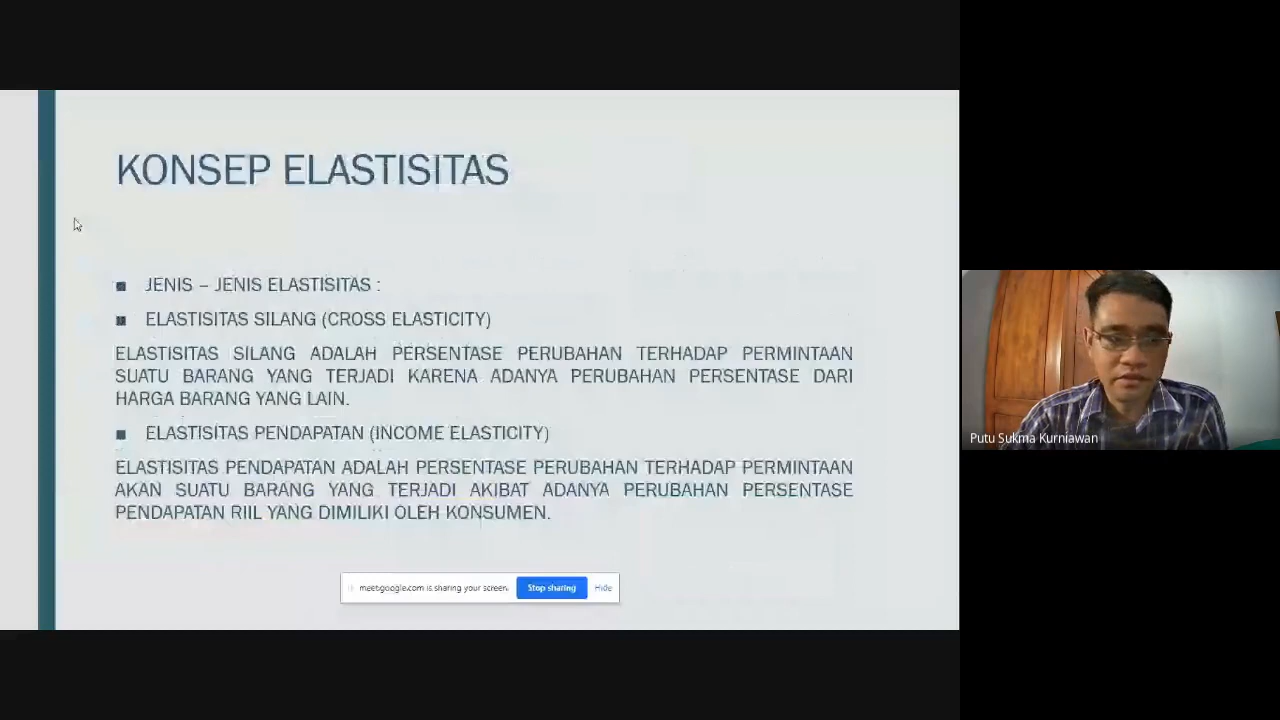 KONSEP ELASTISITAS
JENIS – JENIS ELASTISITAS :
ELASTISITAS SILANG (CROSS ELASTICITY)
ELASTISITAS SILANG ADALAH PERSENTASE PERUBAHAN TERHADAP PERMINTAAN
SUATU BARANG YANG TERJADI KARENA ADANYA PERUBAHAN PERSENTASE DARI
HARGA BARANG YANG LAIN.
ELASTISITAS PENDAPATAN (INCOME ELASTICITY)
ELASTISITAS PENDAPATAN ADALAH PERSENTASE PERUBAHAN TERHADAP PERMINTAAN
AKAN SUATU BARANG YANG TERJADI AKIBAT ADANYA PERUBAHAN PERSENTASE
PENDAPATAN RIIL YANG DIMILIKI OLEH KONSUMEN.
meet.google.com is sharing your screen. Stop sharing Hide
Putu Sukma Kurniawan